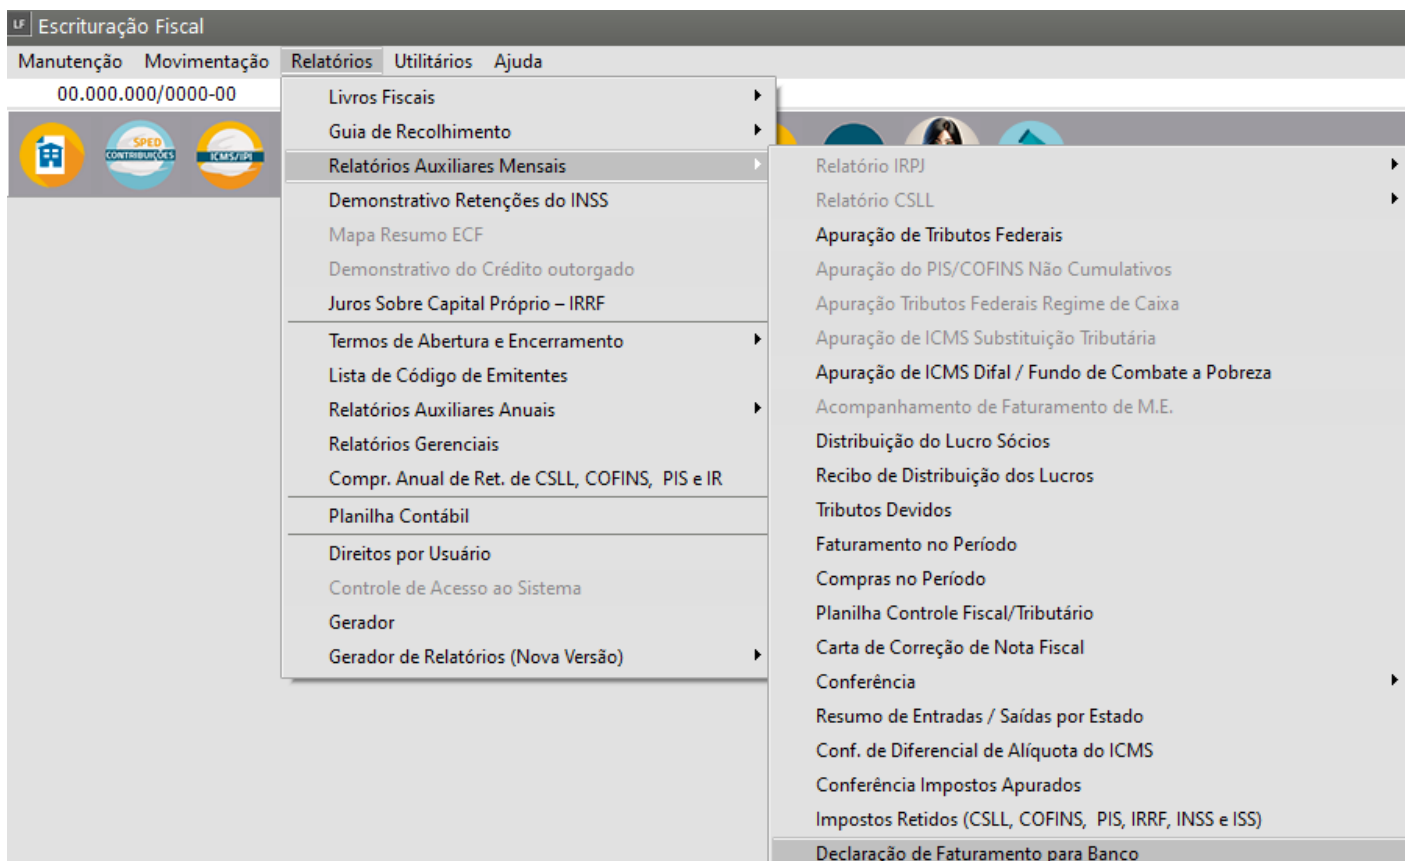 LF Escrituração Fiscal
Manutenção Movimentação Relatórios Utilitários Ajuda
00.000.000/0000-00
SPED
CONTRIBUIÇÕES
ICMS/IPI
Livros Fiscais
Guia de Recolhimento
Relatórios Auxiliares Mensais
Demonstrativo Retenções do INSS
Mapa Resumo ECF
Demonstrativo do Crédito outorgado
Juros Sobre Capital Próprio – IRRF
Termos de Abertura e Encerramento
Lista de Código de Emitentes
Relatórios Auxiliares Anuais
Relatórios Gerenciais
Compr. Anual de Ret. de CSLL, COFINS, PIS e IR
Planilha Contábil
Direitos por Usuário
Controle de Acesso ao Sistema
Gerador
Gerador de Relatórios (Nova Versão)
Relatório IRPJ
Relatório CSLL
Apuração de Tributos Federais
Apuração do PIS/COFINS Não Cumulativos
Apuração Tributos Federais Regime de Caixa
Apuração de ICMS Substituição Tributária
Apuração de ICMS Difal / Fundo de Combate a Pobreza
Acompanhamento de Faturamento de M.E.
Distribuição do Lucro Sócios
Recibo de Distribuição dos Lucros
Tributos Devidos
Faturamento no Período
Compras no Período
Planilha Controle Fiscal/Tributário
Carta de Correção de Nota Fiscal
Conferência
Resumo de Entradas / Saídas por Estado
Conf. de Diferencial de Alíquota do ICMS
Conferência Impostos Apurados
Impostos Retidos (CSLL, COFINS, PIS, IRRF, INSS e ISS)
Declaração de Faturamento para Banco